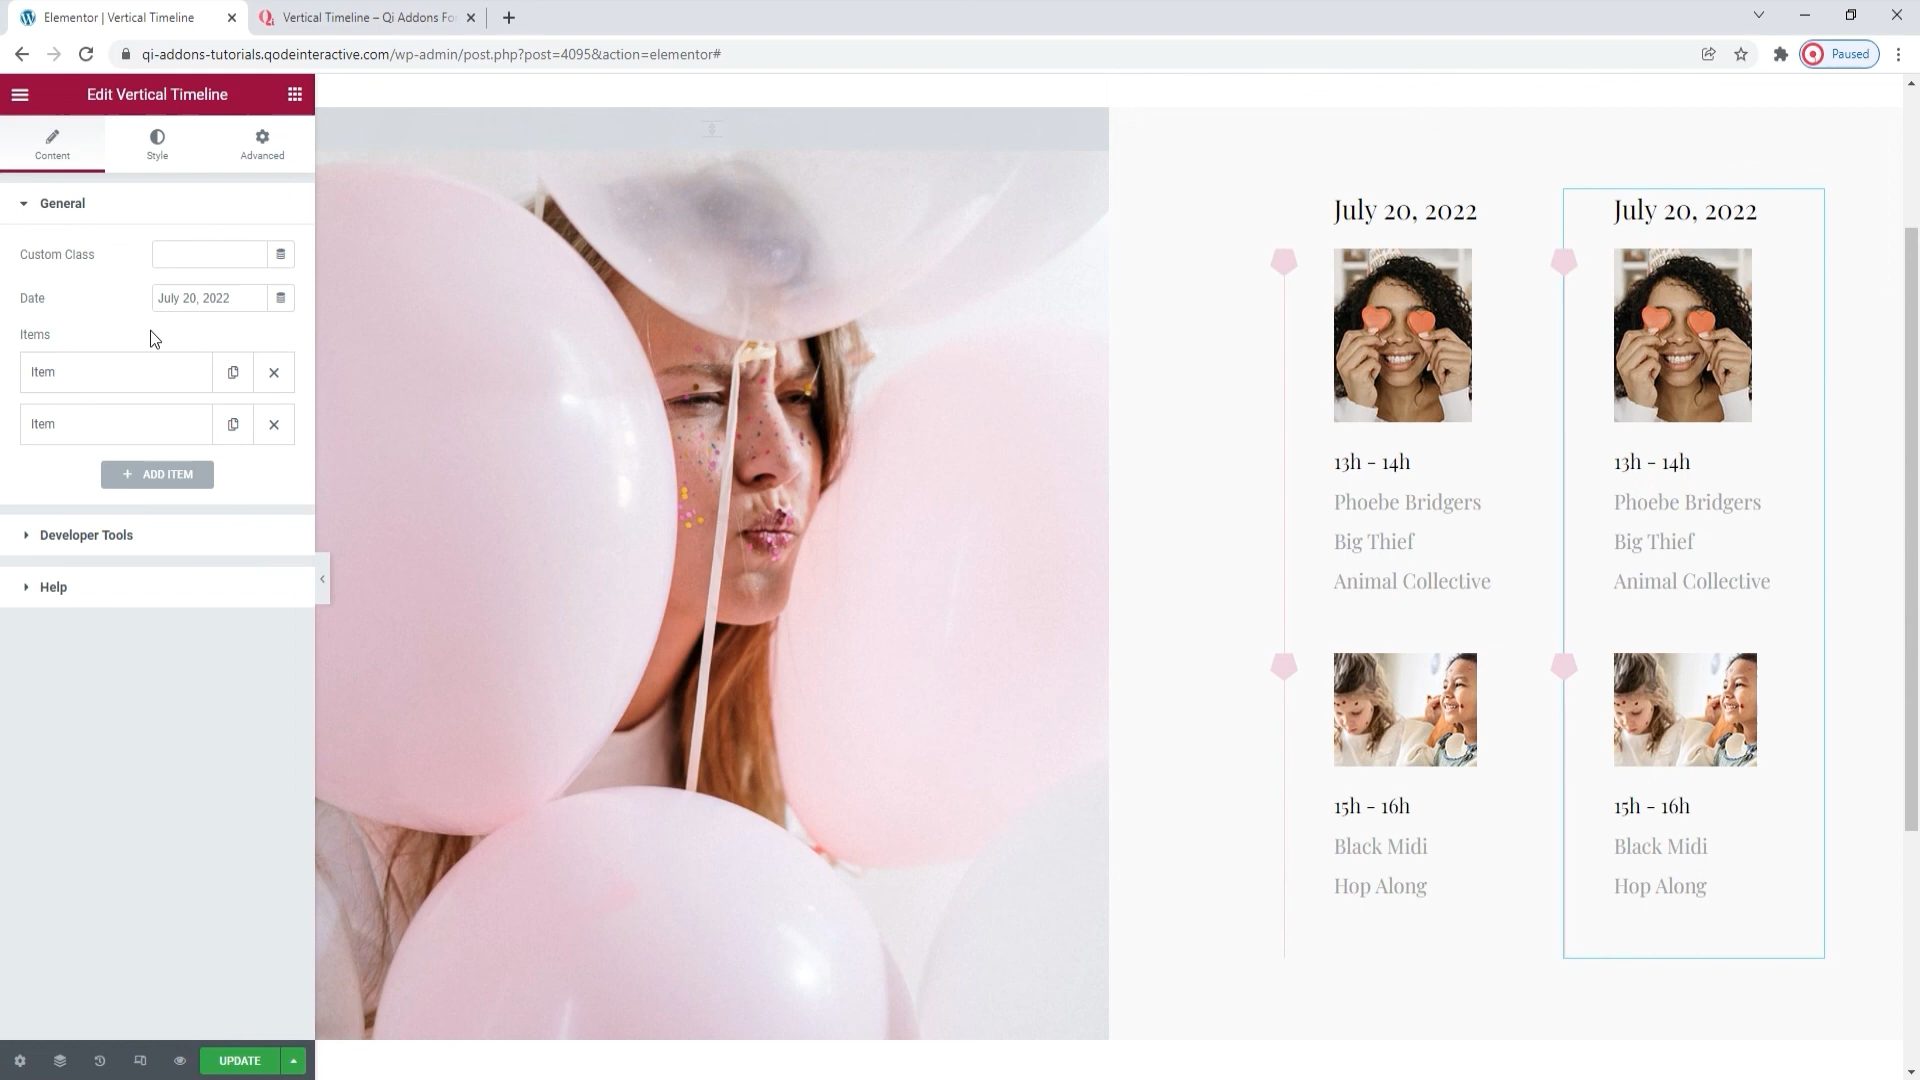 Elementor | Vertical Timeline
Vertical Timeline – Qi Addons Fo
qi-addons-tutorials.qodeinteractive.com/wp-admin/post.php?post=4095&action=elementor#
Paused
Edit Vertical Timeline
Content
Style
Advanced
General
Custom Class
Date
July 20, 2022
Items
Item
Item
+ ADD ITEM
Developer Tools
Help
UPDATE
July 20, 2022
13h - 14h
Phoebe Bridgers
Big Thief
Animal Collective
15h - 16h
Black Midi
Hop Along
July 20, 2022
13h - 14h
Phoebe Bridgers
Big Thief
Animal Collective
15h - 16h
Black Midi
Hop Along